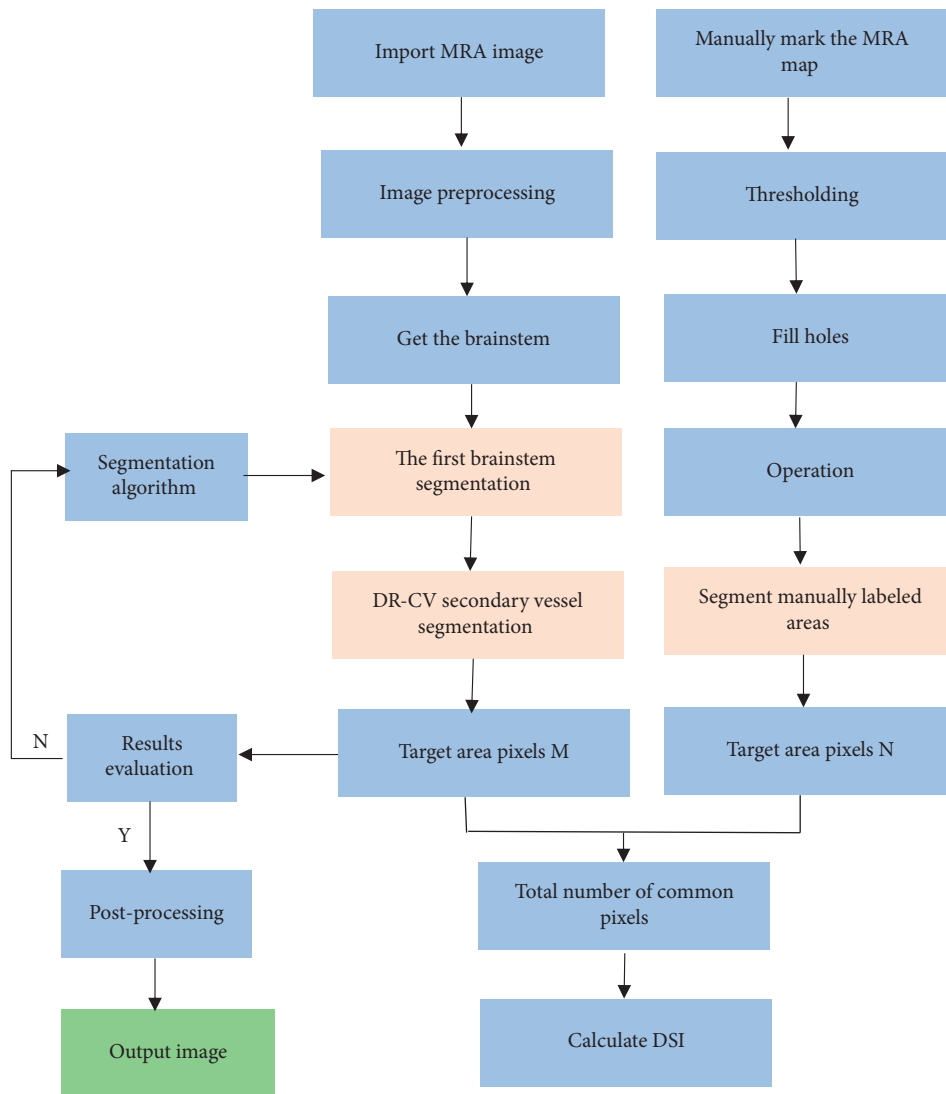 Import MRA image
Manually mark the MRA
map
Image preprocessing
Thresholding
Get the brainstem
Fill holes
Segmentation
algorithm
The first brainstem
segmentation
Operation
DR-CV secondary vessel
segmentation
Segment manually labeled
areas
N
Results
evaluation
Target area pixels M
Target area pixels N
Y
Post-processing
Total number of common
pixels
Output image
Calculate DSI